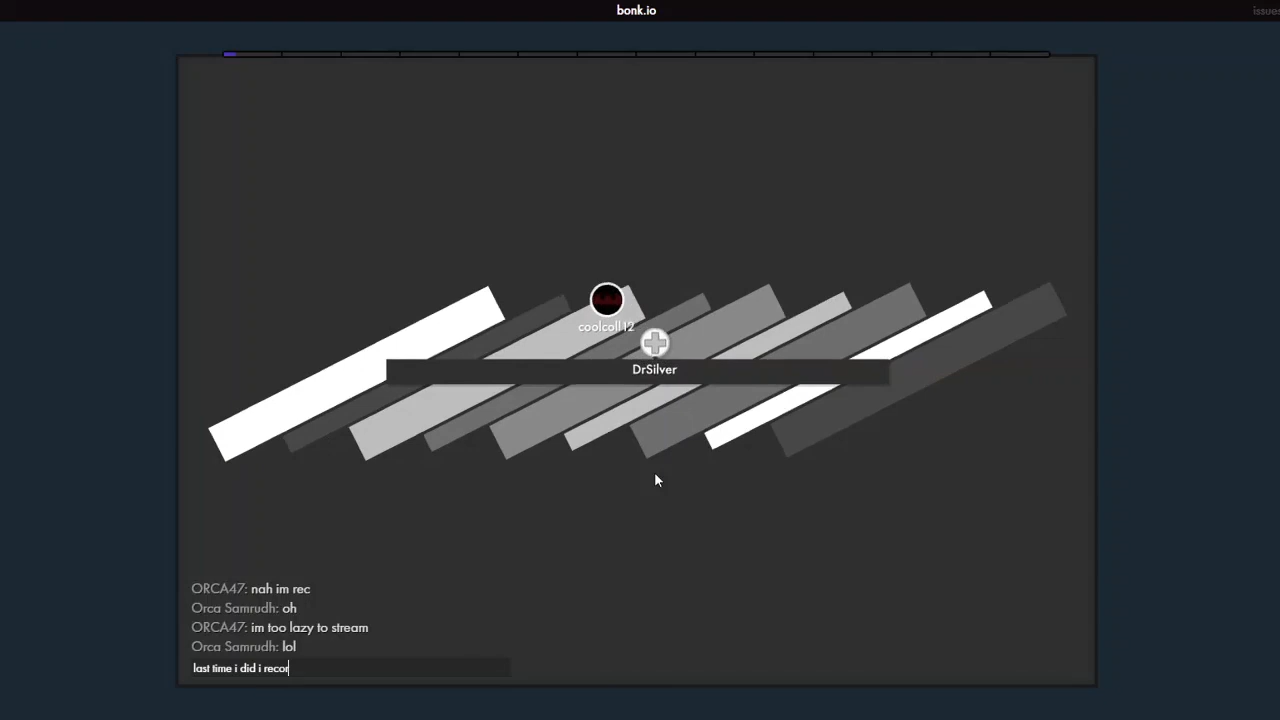 bonk.io
issues
coolcoll12
DrSilver
ORCA47: nah im rec
Orca Samrudh: oh
ORCA47: im too lazy to stream
Orca Samrudh: lol
last time i did i recor